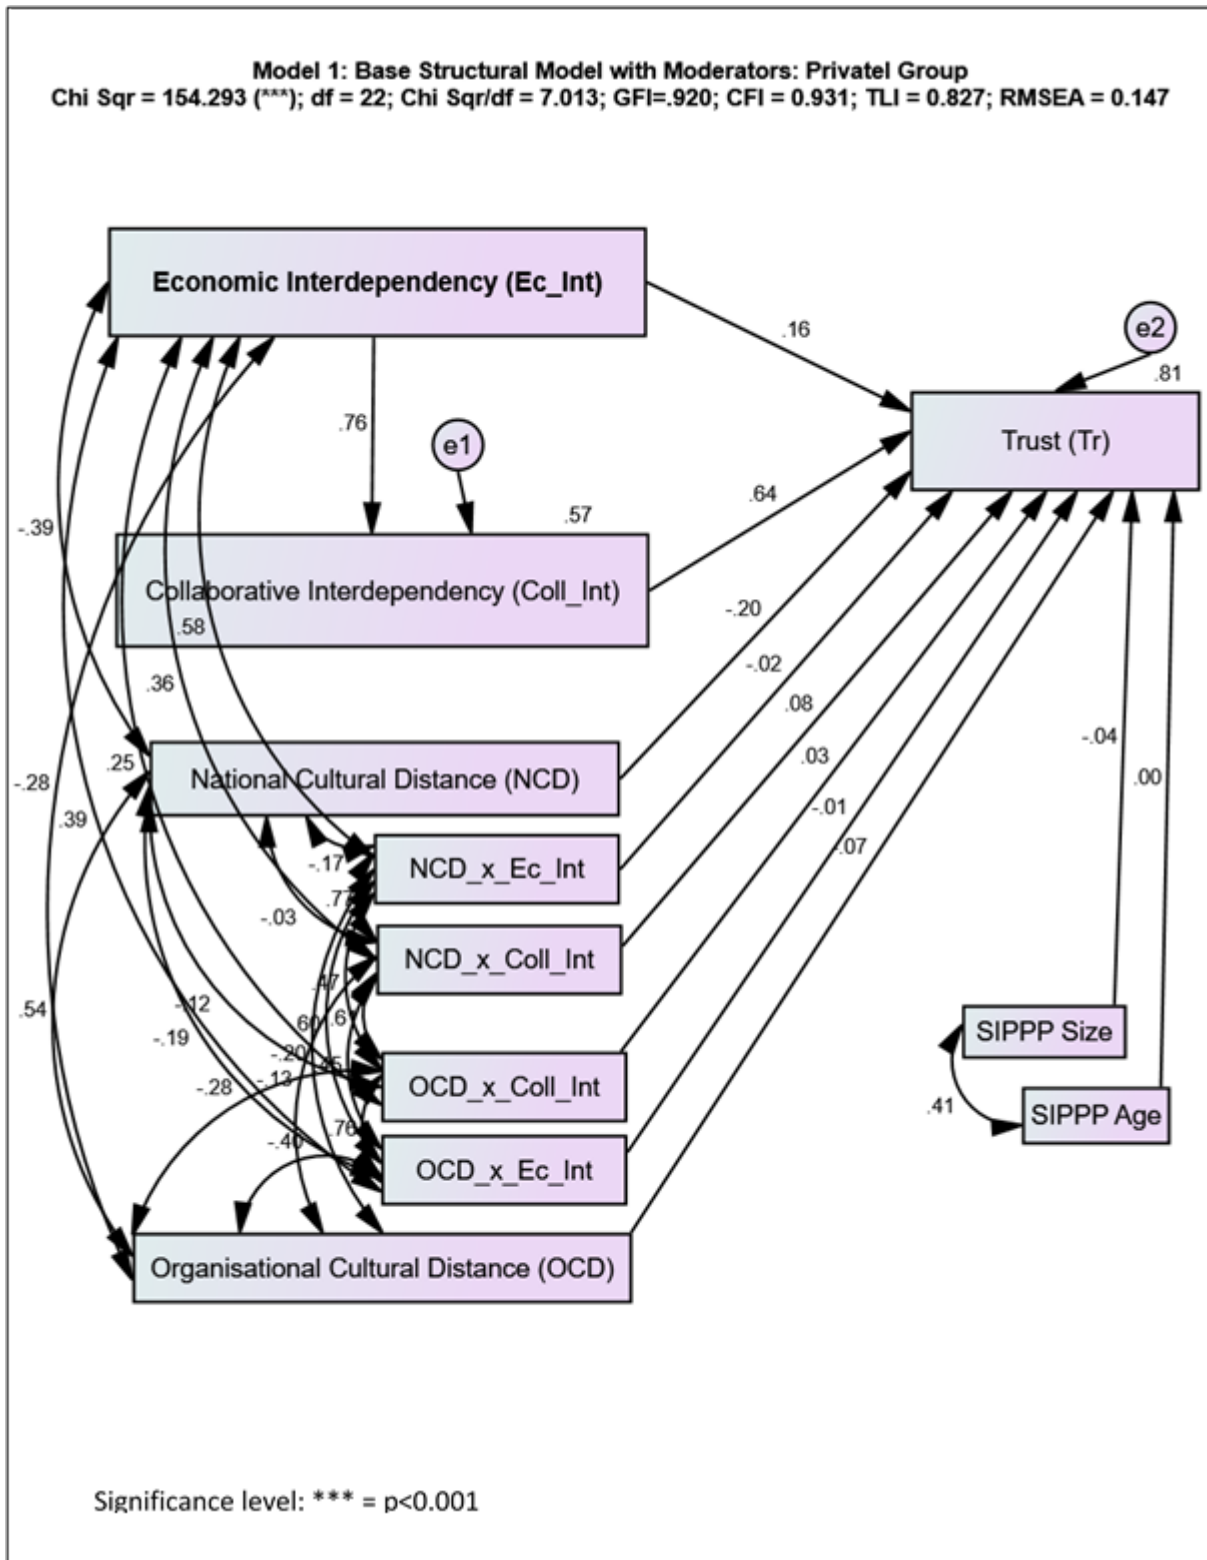 Model 1: Base Structural Model with Moderators: Privatel Group
Chi Sqr = 154.293 (***); df = 22; Chi Sqr/df = 7.013; GFI=.920; CFI = 0.931; TLI = 0.827; RMSEA = 0.147
Economic Interdependency (Ec_Int)
.16
e2
.81
Trust (Tr)
.76
e1
.64
-.39
.57
Collaborative Interdependency (Coll_Int)
.58
-.20
.36
-.02
.08
-.04
.25
.03
.00
-.28
National Cultural Distance (NCD)
-.01
.39
-.17
NCD_x_Ec_Int
.77
-.03
NCD_x_Coll_Int
.47
.54
-.12
.60
-.19
-.20
SIPPP Size
-.28
-.13
OCD_x_Coll_Int
.41
SIPPP Age
.76
-.40
OCD_x_Ec_Int
Organisational Cultural Distance (OCD)
Significance level: *** = p<0.001